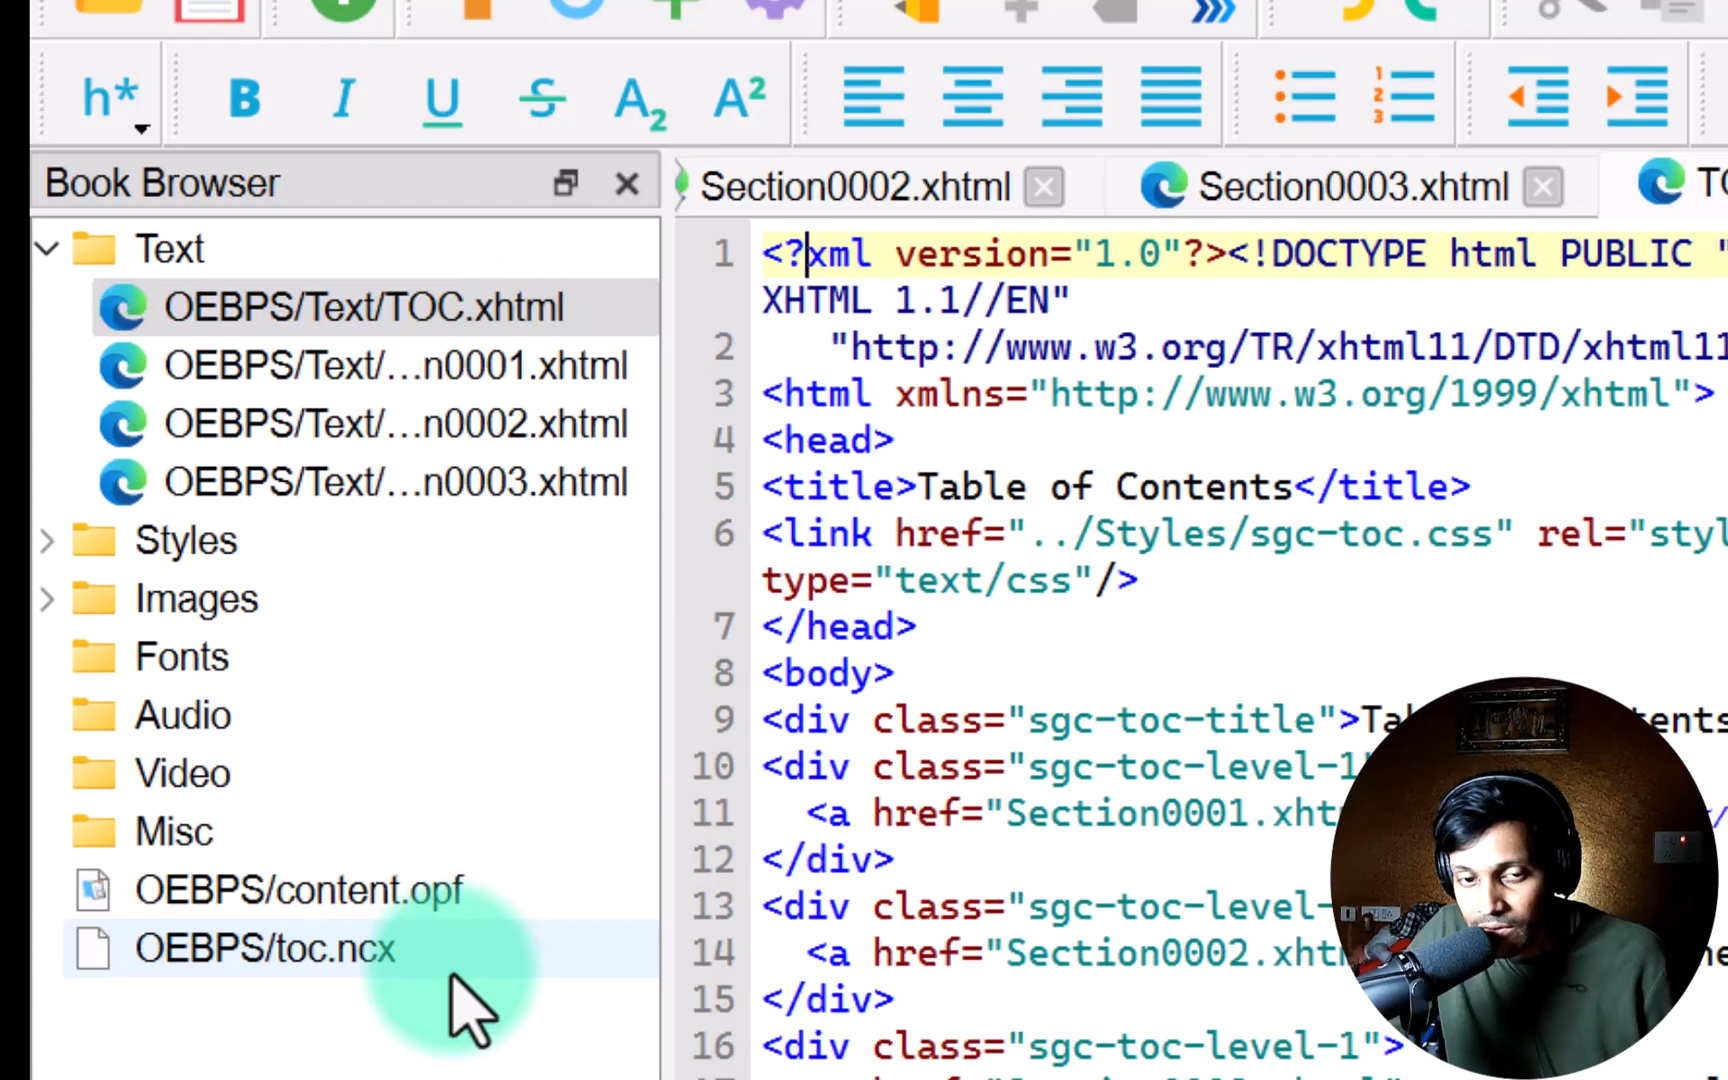 h* B I U S A2 A2
1
2
3
Book Browser
Section0002.xhtml
Section0003.xhtml
Text
OEBPS/Text/TOC.xhtml
OEBPS/Text/...n0001.xhtml
OEBPS/Text/...n0002.xhtml
OEBPS/Text/...n0003.xhtml
Styles
Images
Fonts
Audio
Video
Misc
OEBPS/content.opf
OEBPS/toc.ncx
1 <?xml version="1.0"?><!DOCTYPE html PUBLIC "
XHTML 1.1//EN"
2 "http://www.w3.org/TR/xhtml11/DTD/xhtml11
3 <html xmlns="http://www.w3.org/1999/xhtml">
4 <head>
5 <title>Table of Contents</title>
6 <link href="../Styles/sgc-toc.css" rel="styl
type="text/css"/>
7 </head>
8 <body>
9 <div class="sgc-toc-title">Ta entents
10 <div class="sgc-toc-level-1
11 <a href="Section0001.xht
12 </div>
13 <div class="sgc-toc-level-
14 <a href="Section0002.xht
15 </div>
16 <div class="sgc-toc-level-1">